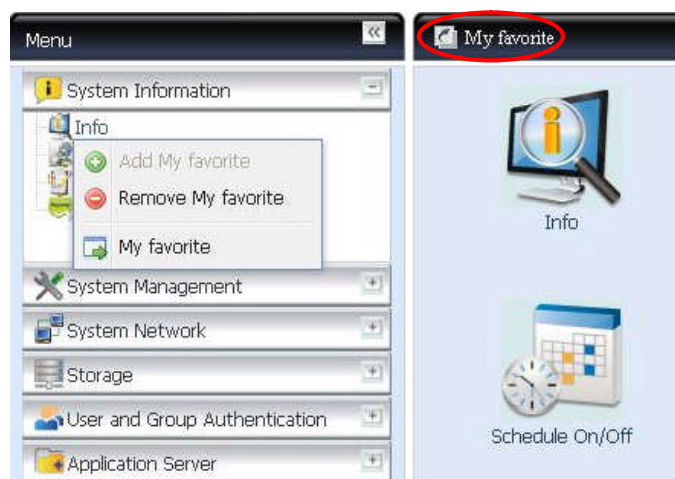 Menu
My favorite
System Information
Info
Add My favorite
Remove My favorite
My favorite
System Management
System Network
Storage
User and Group Authentication
Application Server
Info
Schedule On/Off